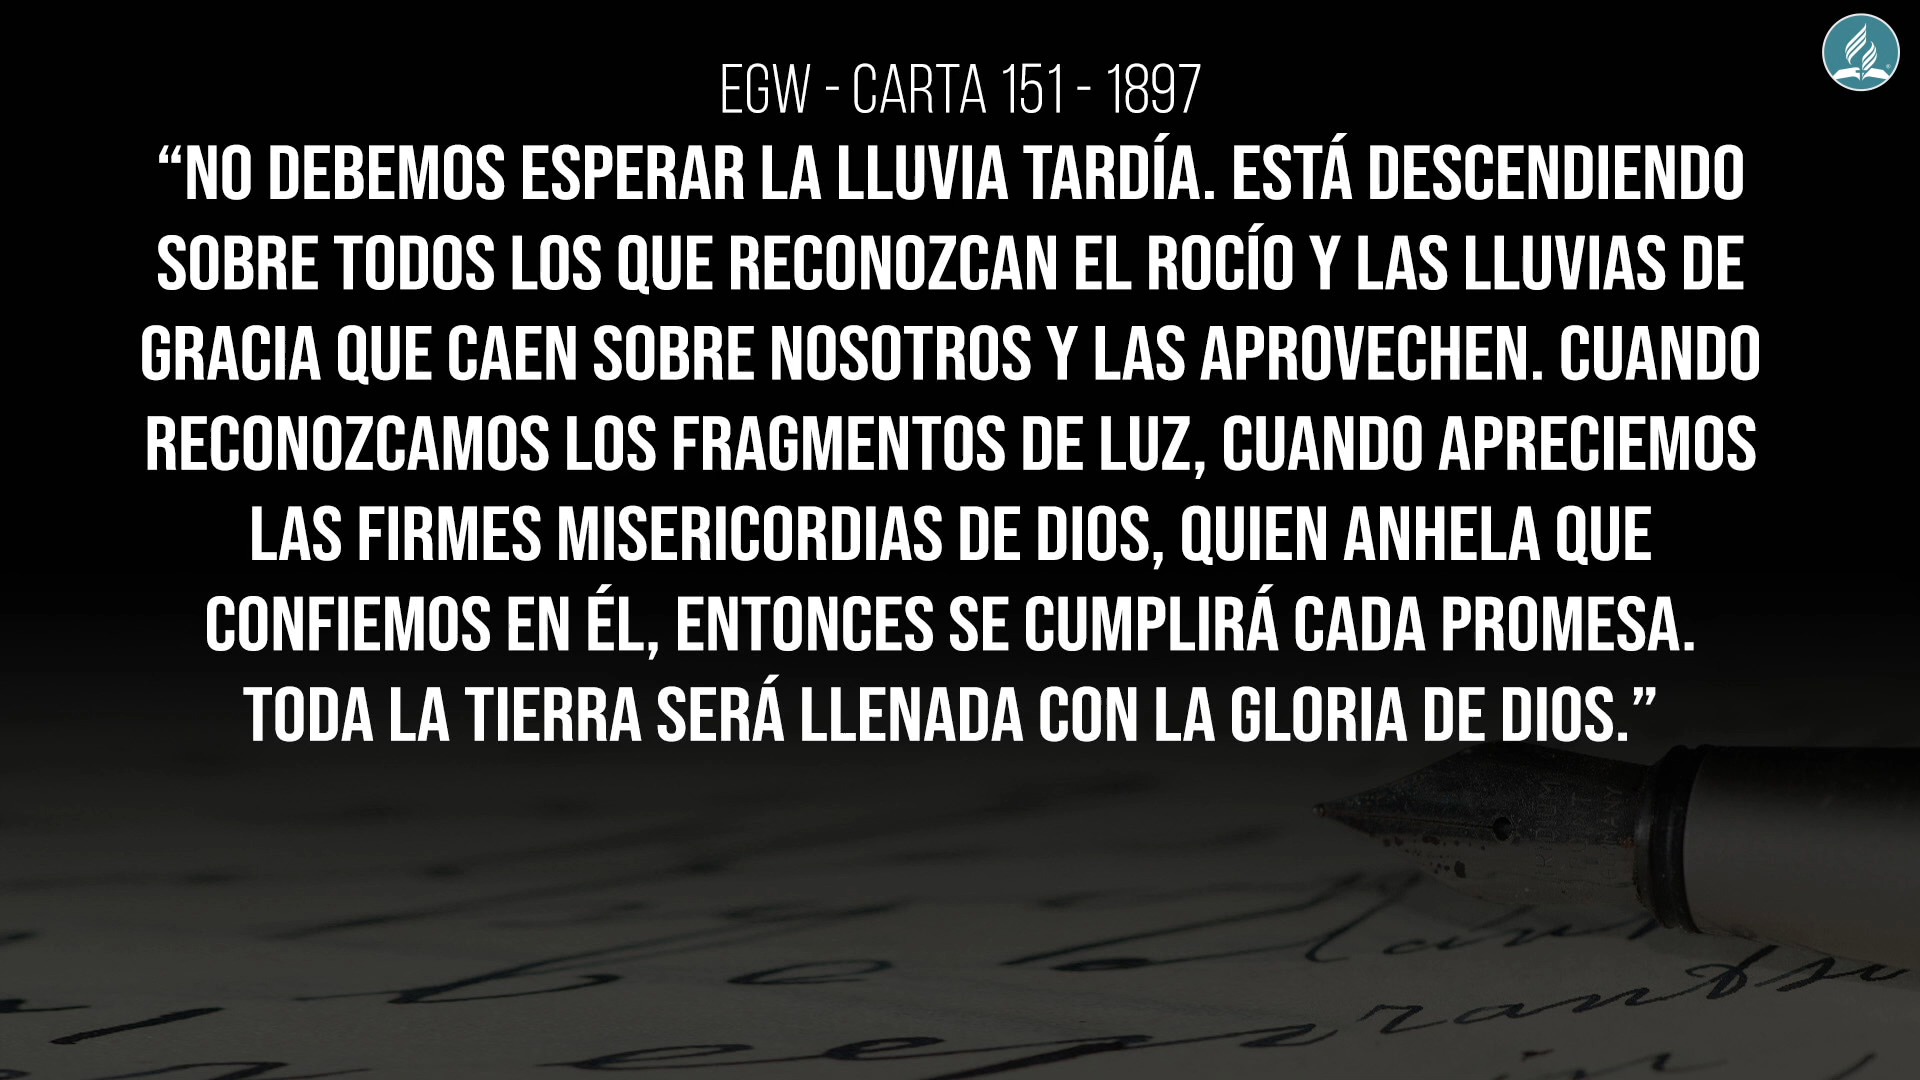 EGW - CARTA 151 - 1897
“NO DEBEMOS ESPERAR LA LLUVIA TARDÍA. ESTÁ DESCENDIENDO
SOBRE TODOS LOS QUE RECONOZCAN EL ROCÍO Y LAS LLUVIAS DE
GRACIA QUE CAEN SOBRE NOSOTROS Y LAS APROVECHEN. CUANDO
RECONOZCAMOS LOS FRAGMENTOS DE LUZ, CUANDO APRECIEMOS
LAS FIRMES MISERICORDIAS DE DIOS, QUIEN ANHELA QUE
CONFIEMOS EN ÉL, ENTONCES SE CUMPLIRÁ CADA PROMESA.
TODA LA TIERRA SERÁ LLENADA CON LA GLORIA DE DIOS.”